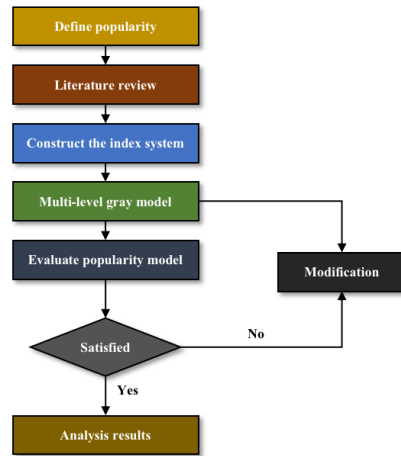 Define popularity
Literature review
Construct the index system
Multi-level gray model
Evaluate popularity model
Modification
Satisfied
No
Yes
Analysis results